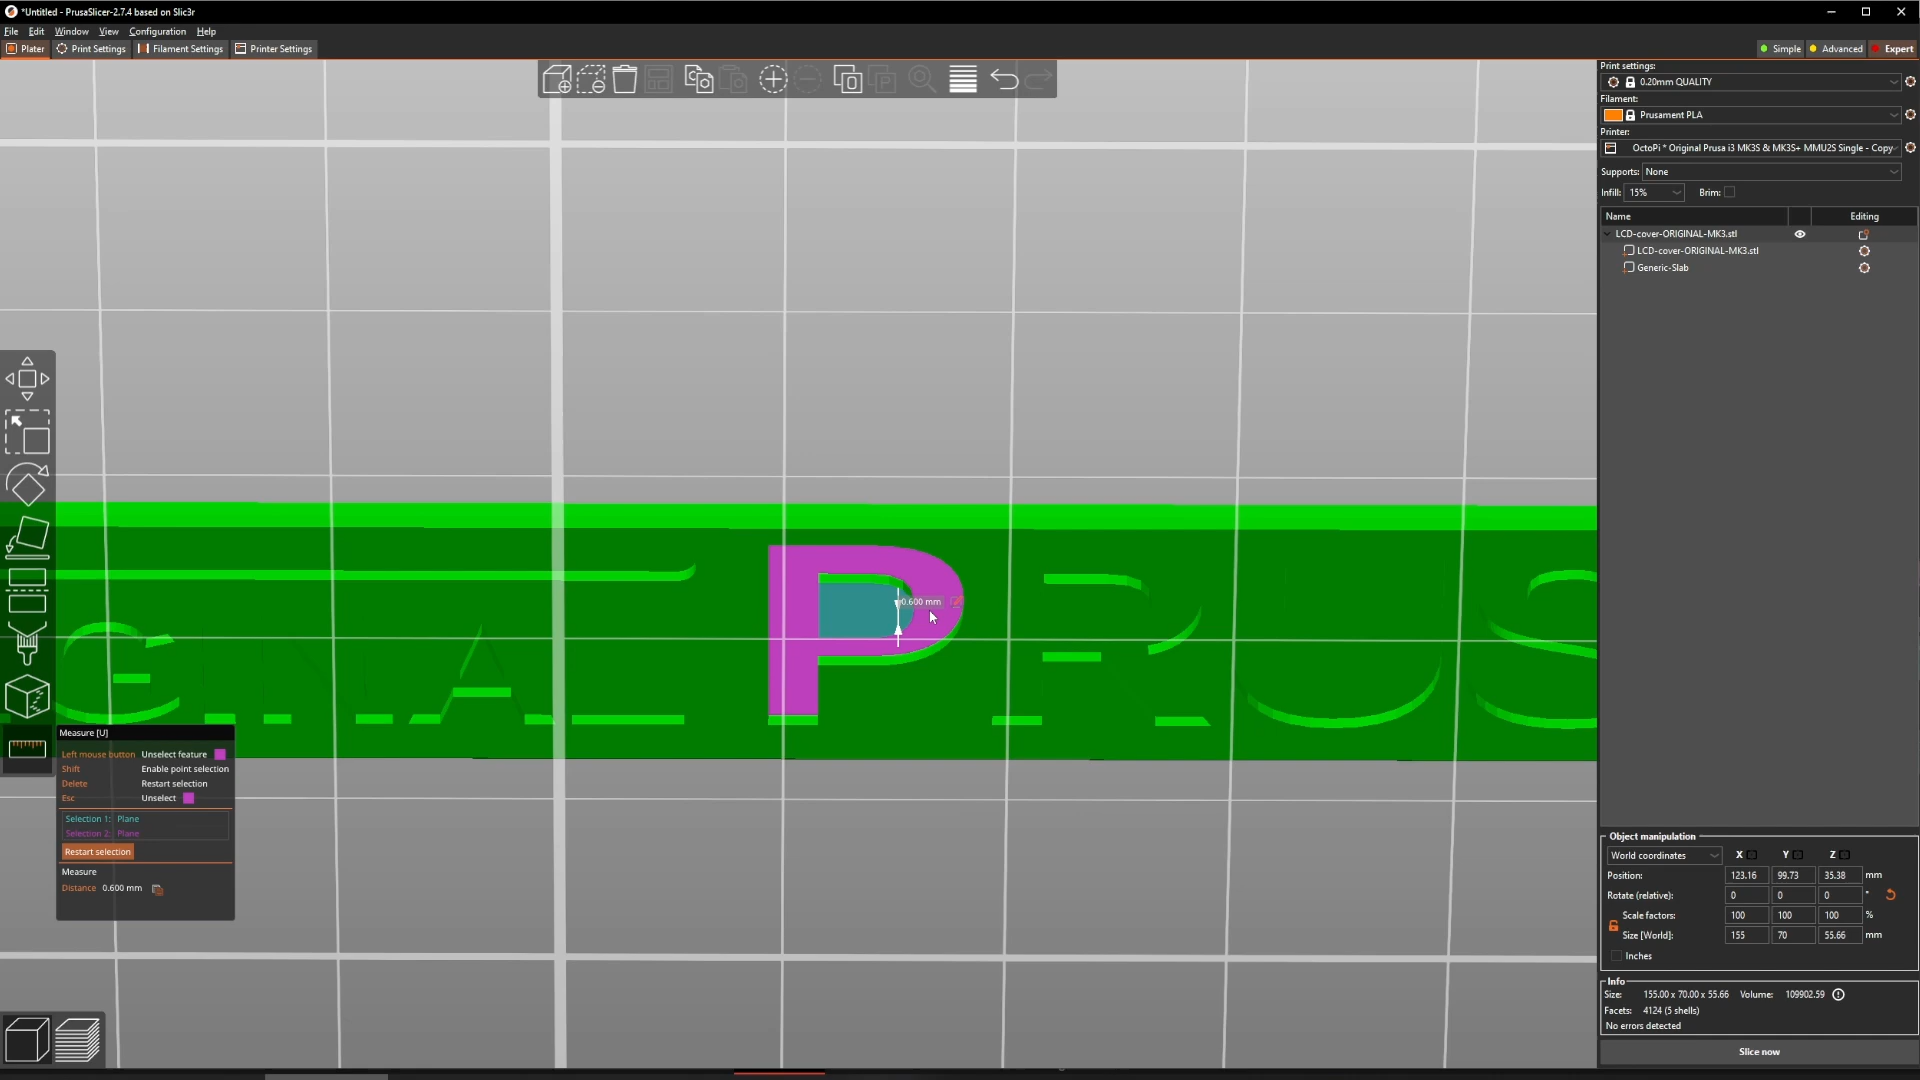 *Untitled - PrusaSlicer-2.7.4 based on Slic3r
File Edit Window View Configuration Help
Plater Print Settings Filament Settings Printer Settings
Simple Advanced Expert
Print settings:
0.20mm QUALITY
Filament:
Prusament PLA
Printer:
OctoPi * Original Prusa i3 MK3S & MK3S+ MMU2S Single - Copy
Supports: None
Infill: 15% Brim:
Name Editing
LCD-cover-ORIGINAL-MK3.stl
LCD-cover-ORIGINAL-MK3.stl
Generic-Slab
0.600 mm
GINAL PRUS
Measure [U]
Left mouse button Unselect feature
Shift Enable point selection
Delete Restart selection
Esc Unselect
Selection 1: Plane
Selection 2: Plane
Restart selection
Measure
Distance 0.600 mm
Object manipulation
World coordinates X Y Z
Position: 123.16 99.73 35.38 mm
Rotate (relative): 0 0 0 °
Scale factors: 100 100 100 %
Size [World]: 155 70 55.66 mm
Inches
Info
Size: 155.00 x 70.00 x 55.66 Volume: 109902.59
Facets: 4124 (5 shells)
No errors detected
Slice now